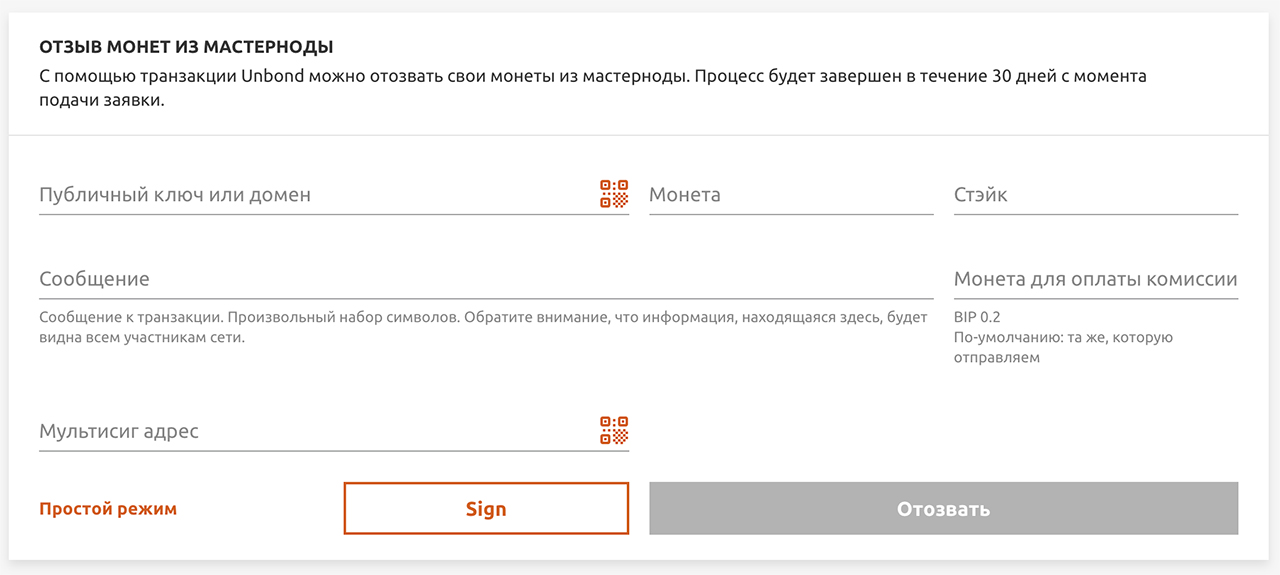 ОТЗЫВ МОНЕТ ИЗ МАСТЕРНОДЫ
С помощью транзакции Unbond можно отозвать свои монеты из мастерноды. Процесс будет завершен в течение 30 дней с момента
подачи заявки.
Публичный ключ или домен
Монета
Стэйк
Сообщение
Монета для оплаты комиссии
Сообщение к транзакции. Произвольный набор символов. Обратите внимание, что информация, находящаяся здесь, будет
видна всем участникам сети.
BIP 0.2
По-умолчанию: та же, которую
отправляем
Мультисиг адрес
Простой режим
Sign
Отозвать